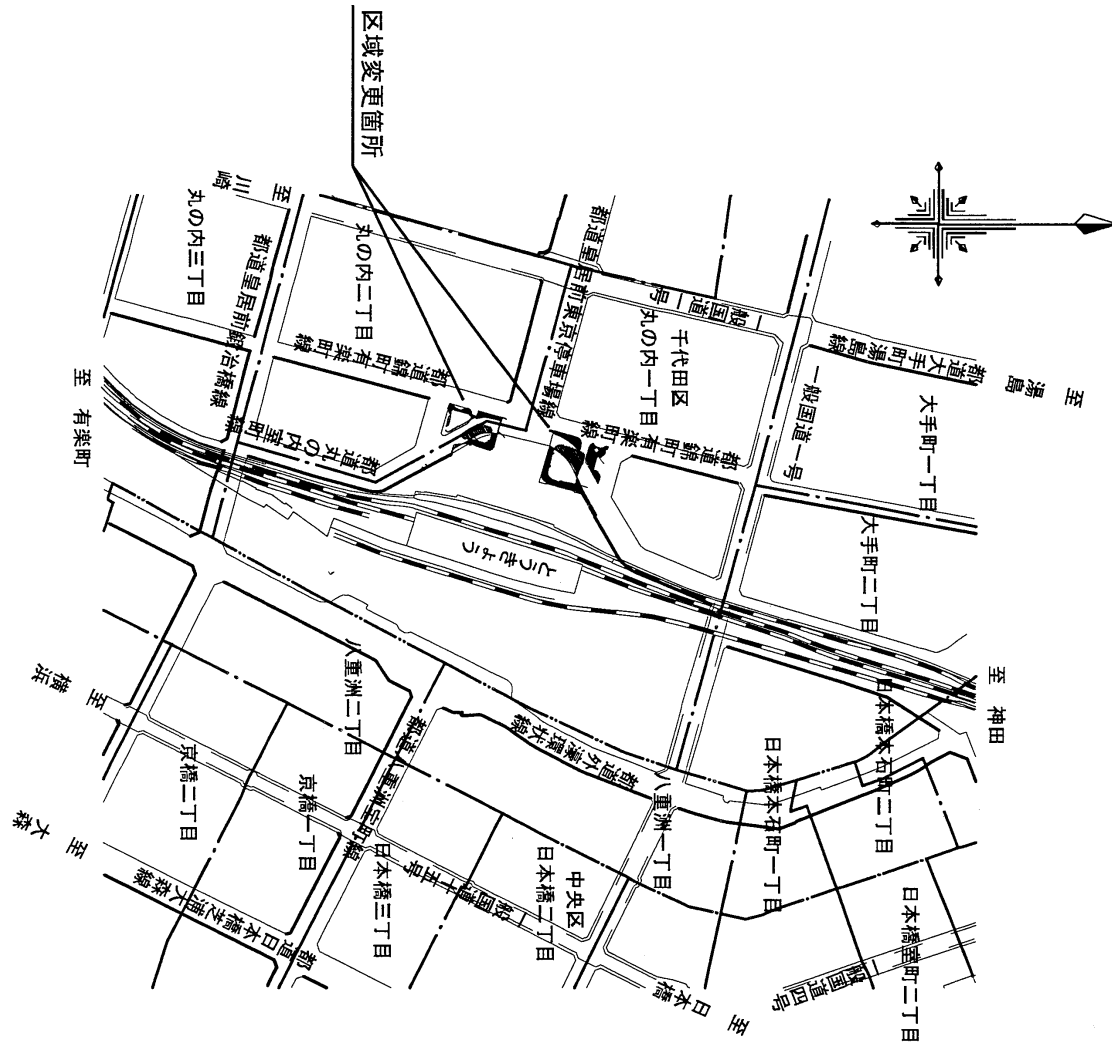 区域変更箇所
至 川崎
丸の内三丁目
都道皇居前鍛冶橋線
丸の内二丁目
都道錦町有楽町線
都道皇居前東京停車場線
一般国道一号
千代田区
丸の内一丁目
都道錦町有楽町線
都道大手町湯島線
至 湯島
一般国道一号
大手町一丁目
大手町二丁目
至 有楽町
都道丸の内室町線
とうきょう
至 神田
日本橋本石町二丁目
日本橋本石町一丁目
都道外濠環状線
八重洲一丁目
八重洲二丁目
都道八重洲宝町線
至 横浜
京橋二丁目
京橋一丁目
日本橋三丁目
一般国道十五号
中央区
日本橋二丁目
至 大森
都道日本橋芝浦大森線
至 日本橋
一般国道四号
日本橋室町二丁目